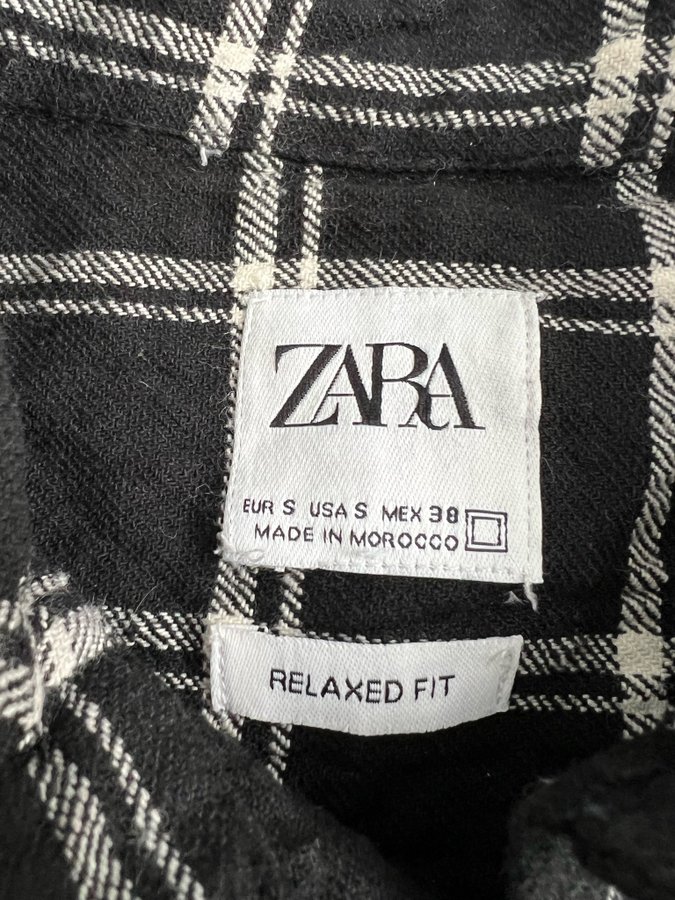 ZARA
EUR S USA S MEX 38
MADE IN MOROCCO
RELAXED FIT